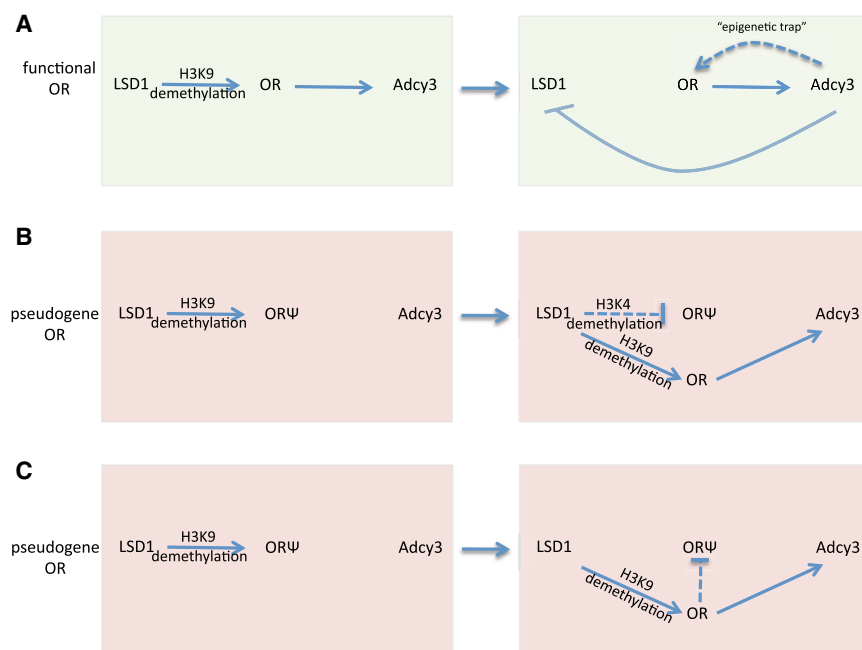 A
functional
OR
LSD1
H3K9
demethylation
OR
Adcy3
"epigenetic trap"
LSD1
OR
Adcy3
B
pseudogene
OR
LSD1
H3K9
demethylation
ORΨ
Adcy3
LSD1
H3K4
demethylation
ORΨ
Adcy3
H3K9
demethylation
OR
C
pseudogene
OR
LSD1
H3K9
demethylation
ORΨ
Adcy3
LSD1
ORΨ
Adcy3
H3K9
demethylation
OR